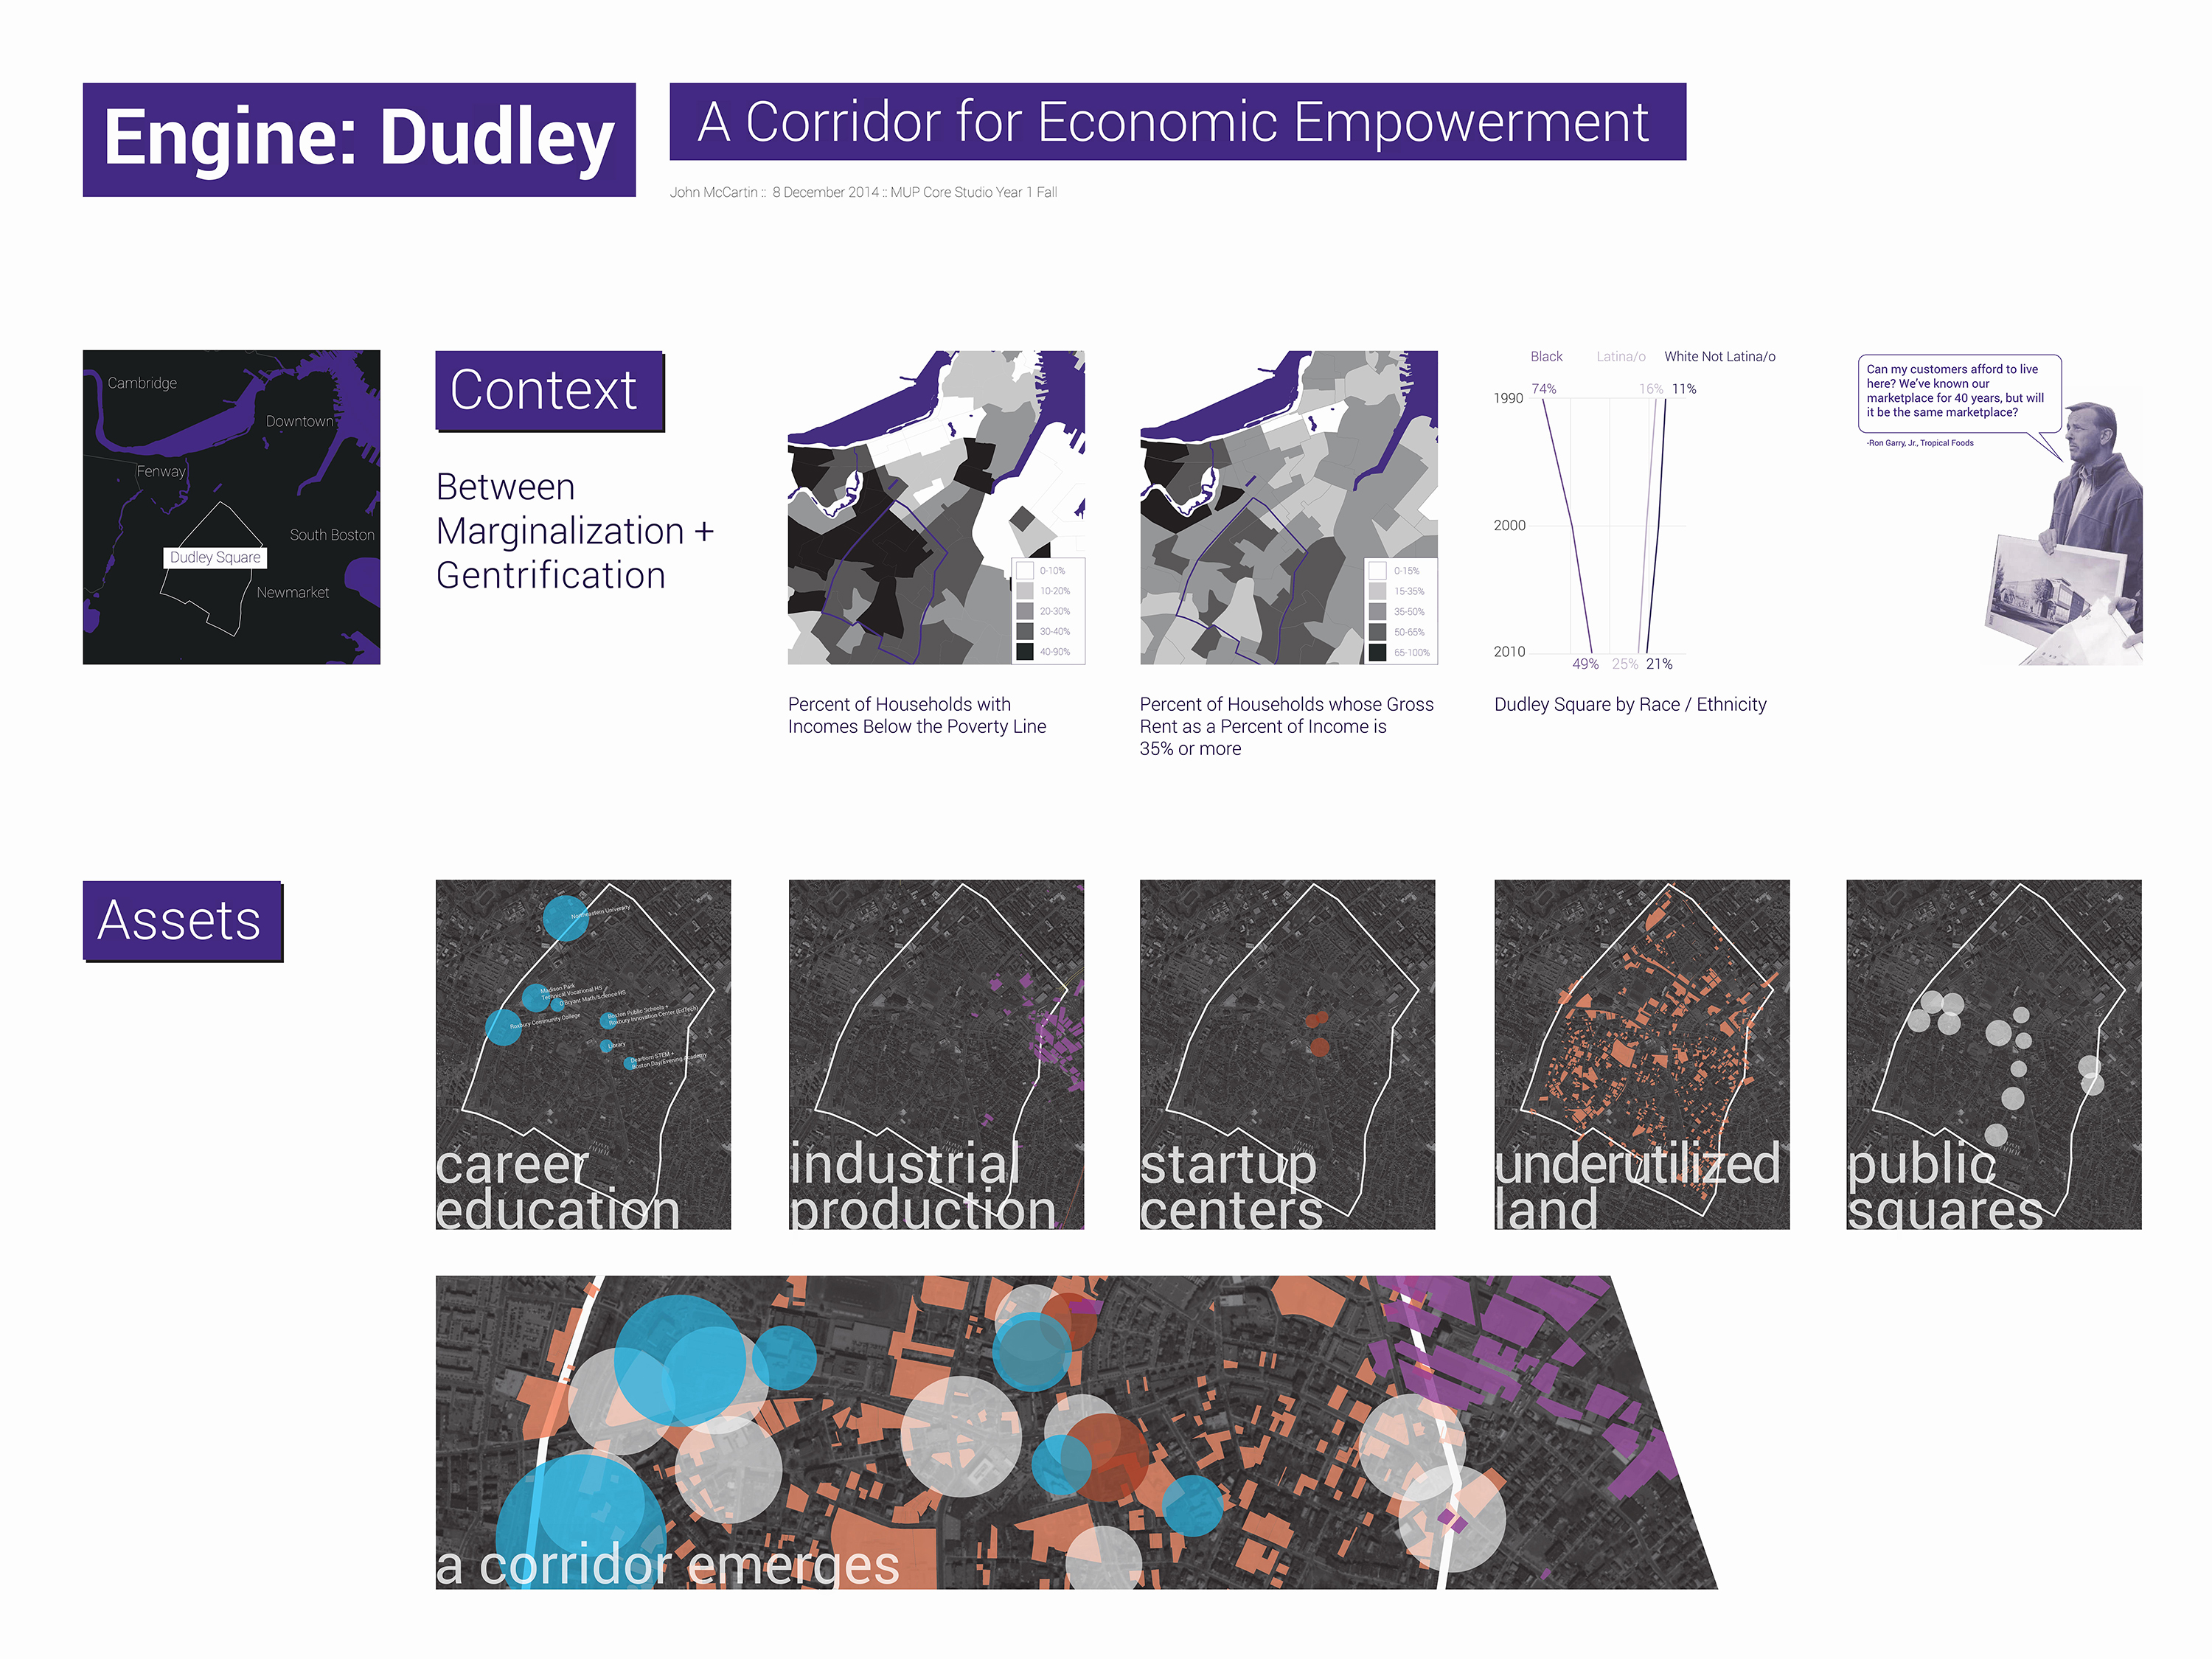 Engine: Dudley
A Corridor for Economic Empowerment
John McCartin :: 8 December 2014 :: MUP Core Studio Year 1 Fall
Cambridge
Downtown
Fenway
South Boston
Dudley Square
Newmarket
Context
Between
Marginalization +
Gentrification
0-10%
10-20%
20-30%
30-40%
40-90%
Percent of Households with
Incomes Below the Poverty Line
0-15%
15-35%
35-50%
50-65%
65-100%
Percent of Households whose Gross
Rent as a Percent of Income is
35% or more
Black Latina/o White Not Latina/o
74% 16% 11%
1990
2000
2010
49% 25% 21%
Dudley Square by Race / Ethnicity
Can my customers afford to live
here? We've known our
marketplace for 40 years, but will
it be the same marketplace?
-Ron Garry, Jr., Tropical Foods
Assets
Northeastern University
Madison Park
Technical Vocational HS
O'Bryant Math/Science HS
Roxbury Community College
Boston Public Schools +
Roxbury Innovation Center (EdTech)
Library
Dearborn STEM +
Boston Day/Evening Academy
career
education
industrial
production
startup
centers
underutilized
land
public
squares
a corridor emerges